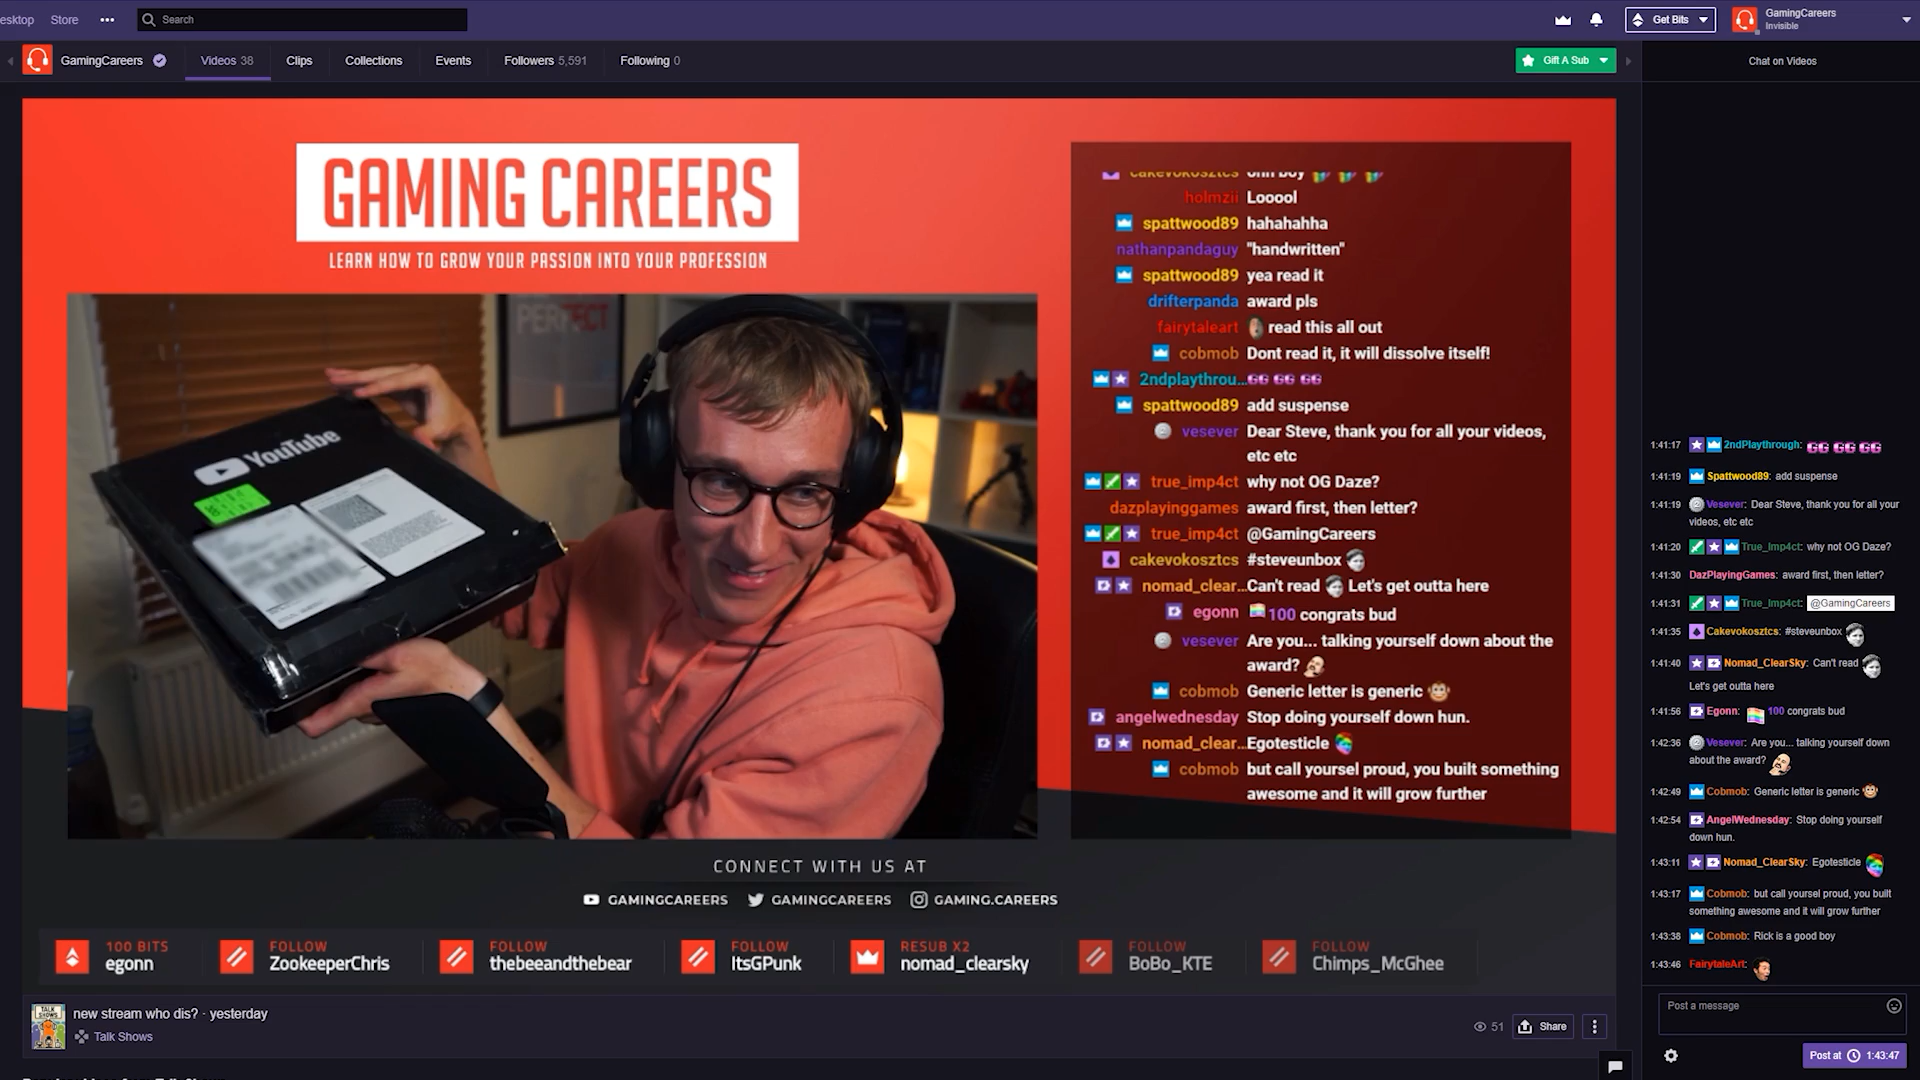 esktop Store ••• Search Get Bits GamingCareers
Invisible
GamingCareers Videos 38 Clips Collections Events Followers 5,591 Following 0 Gift A Sub Chat on Videos
GAMING CAREERS
LEARN HOW TO GROW YOUR PASSION INTO YOUR PROFESSION
PERFECT
YouTube
cakevokosztcs ohh boy
holmzii Looool
spattwood89 hahahahha
nathanpandaguy "handwritten"
spattwood89 yea read it
drifterpanda award pls
fairytaleart read this all out
cobmob Dont read it, it will dissolve itself!
2ndplaythrou... GG GG GG
spattwood89 add suspense
vesever Dear Steve, thank you for all your videos,
etc etc
true_imp4ct why not OG Daze?
dazplayinggames award first, then letter?
true_imp4ct @GamingCareers
cakevokosztcs #steveunbox
nomad_clear... Can't read Let's get outta here
egonn 100 congrats bud
vesever Are you... talking yourself down about the
award?
cobmob Generic letter is generic
angelwednesday Stop doing yourself down hun.
nomad_clear... Egotesticle
cobmob but call yoursel proud, you built something
awesome and it will grow further
CONNECT WITH US AT
GAMINGCAREERS GAMINGCAREERS GAMING.CAREERS
100 BITS FOLLOW FOLLOW FOLLOW RESUB X2 FOLLOW FOLLOW
egonn ZookeeperChris thebeeandthebear ItsGPunk nomad_clearsky BoBo_KTE Chimps_McGhee
TALK SHOWS
new stream who dis? · yesterday
Talk Shows
51 Share
1:41:17 2ndPlaythrough: GG GG GG
1:41:19 Spattwood89: add suspense
1:41:19 Vesever: Dear Steve, thank you for all your
videos, etc etc
1:41:20 True_Imp4ct: why not OG Daze?
1:41:30 DazPlayingGames: award first, then letter?
1:41:31 True_Imp4ct: @GamingCareers
1:41:35 Cakevokosztcs: #steveunbox
1:41:40 Nomad_ClearSky: Can't read
Let's get outta here
1:41:56 Egonn: 100 congrats bud
1:42:36 Vesever: Are you... talking yourself down
about the award?
1:42:49 Cobmob: Generic letter is generic
1:42:54 AngelWednesday: Stop doing yourself
down hun.
1:43:11 Nomad_ClearSky: Egotesticle
1:43:17 Cobmob: but call yoursel proud, you built
something awesome and it will grow further
1:43:38 Cobmob: Rick is a good boy
1:43:46 FairytaleArt:
Post a message
Post at 1:43:47